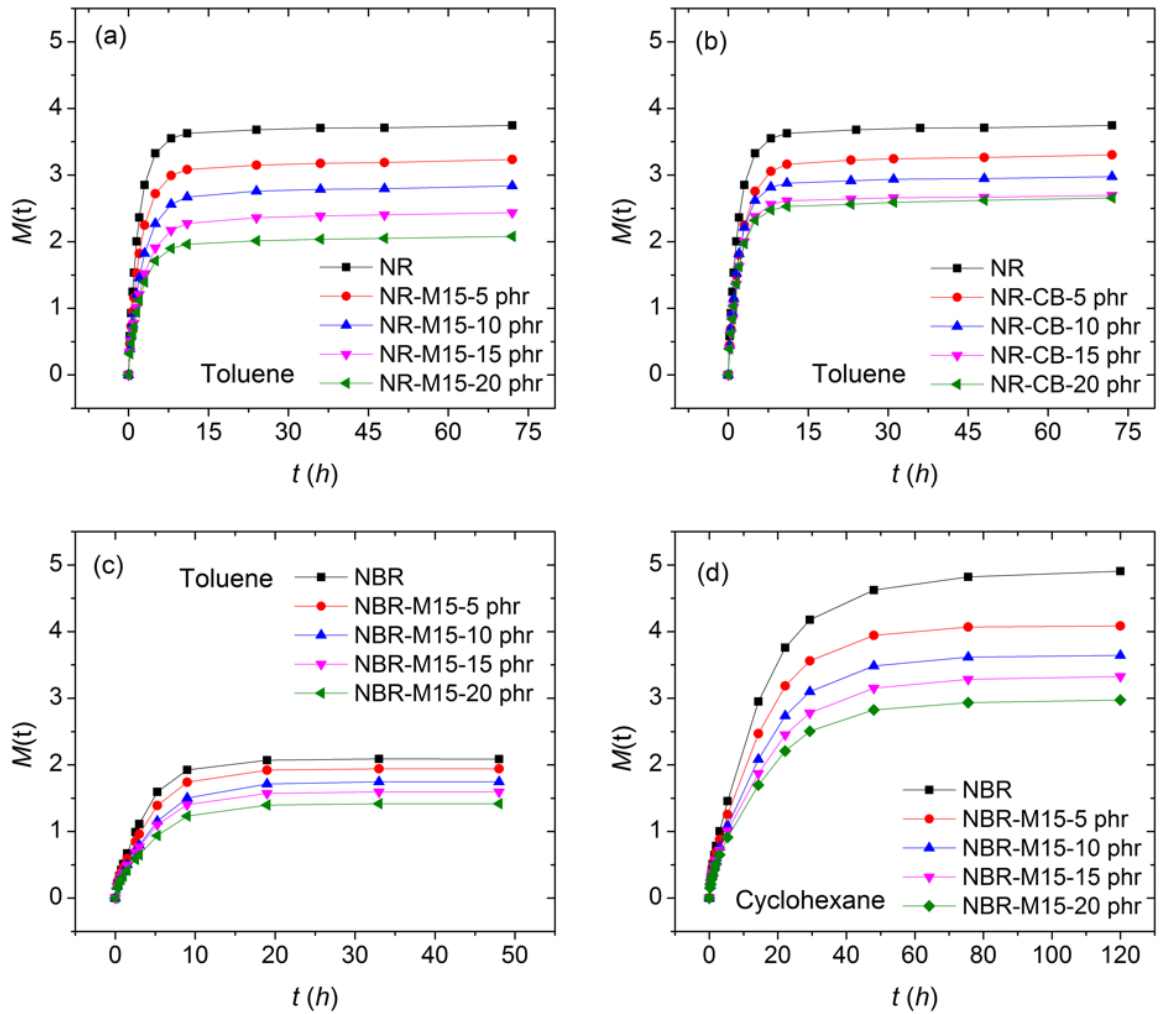 (a)
5
4
3
2
1
0
M(t)
NR
NR-M15-5 phr
NR-M15-10 phr
NR-M15-15 phr
NR-M15-20 phr
Toluene
0 15 30 45 60 75
t (h)
(b)
5
4
3
2
1
0
M(t)
NR
NR-CB-5 phr
NR-CB-10 phr
NR-CB-15 phr
NR-CB-20 phr
Toluene
0 15 30 45 60 75
t (h)
(c)
Toluene
5
4
3
2
1
0
M(t)
NBR
NBR-M15-5 phr
NBR-M15-10 phr
NBR-M15-15 phr
NBR-M15-20 phr
0 10 20 30 40 50
t (h)
(d)
5
4
3
2
1
0
M(t)
NBR
NBR-M15-5 phr
NBR-M15-10 phr
NBR-M15-15 phr
NBR-M15-20 phr
Cyclohexane
0 20 40 60 80 100 120
t (h)